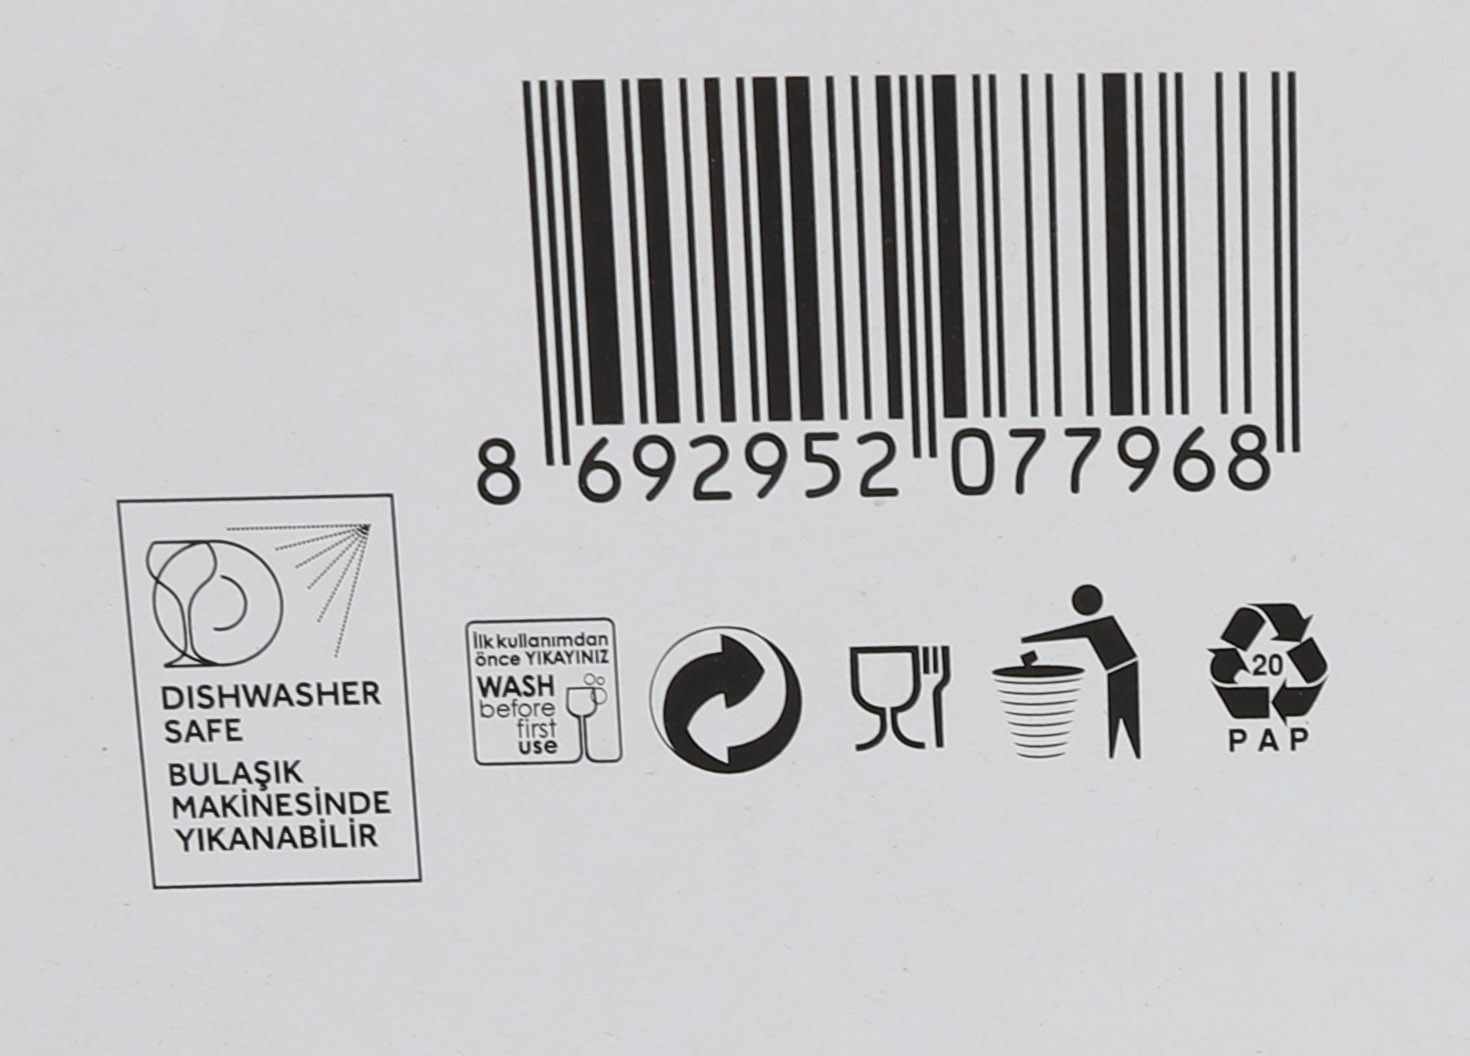 8 692952 077968
DISHWASHER
SAFE
BULAŞIK
MAKİNESİNDE
YIKANABİLİR
İlk kullanımdan
önce YIKAYINIZ
WASH
before
first
use
20
PAP